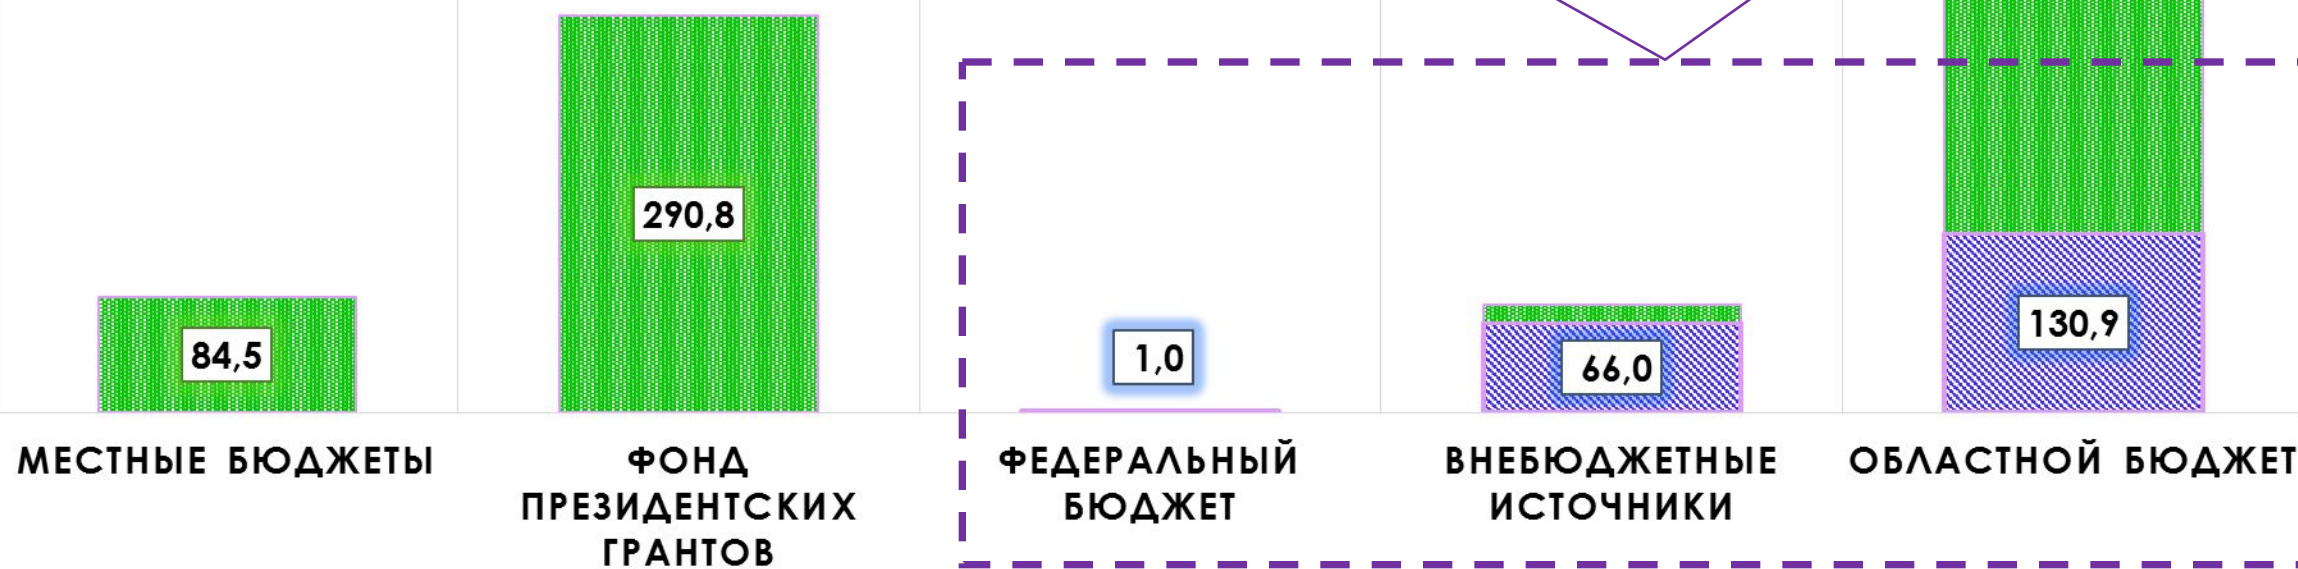 290,8
84,5
1,0
66,0
130,9
МЕСТНЫЕ БЮДЖЕТЫ
ФОНД
ПРЕЗИДЕНТСКИХ
ГРАНТОВ
ФЕДЕРАЛЬНЫЙ
БЮДЖЕТ
ВНЕБЮДЖЕТНЫЕ
ИСТОЧНИКИ
ОБЛАСТНОЙ БЮДЖЕТ